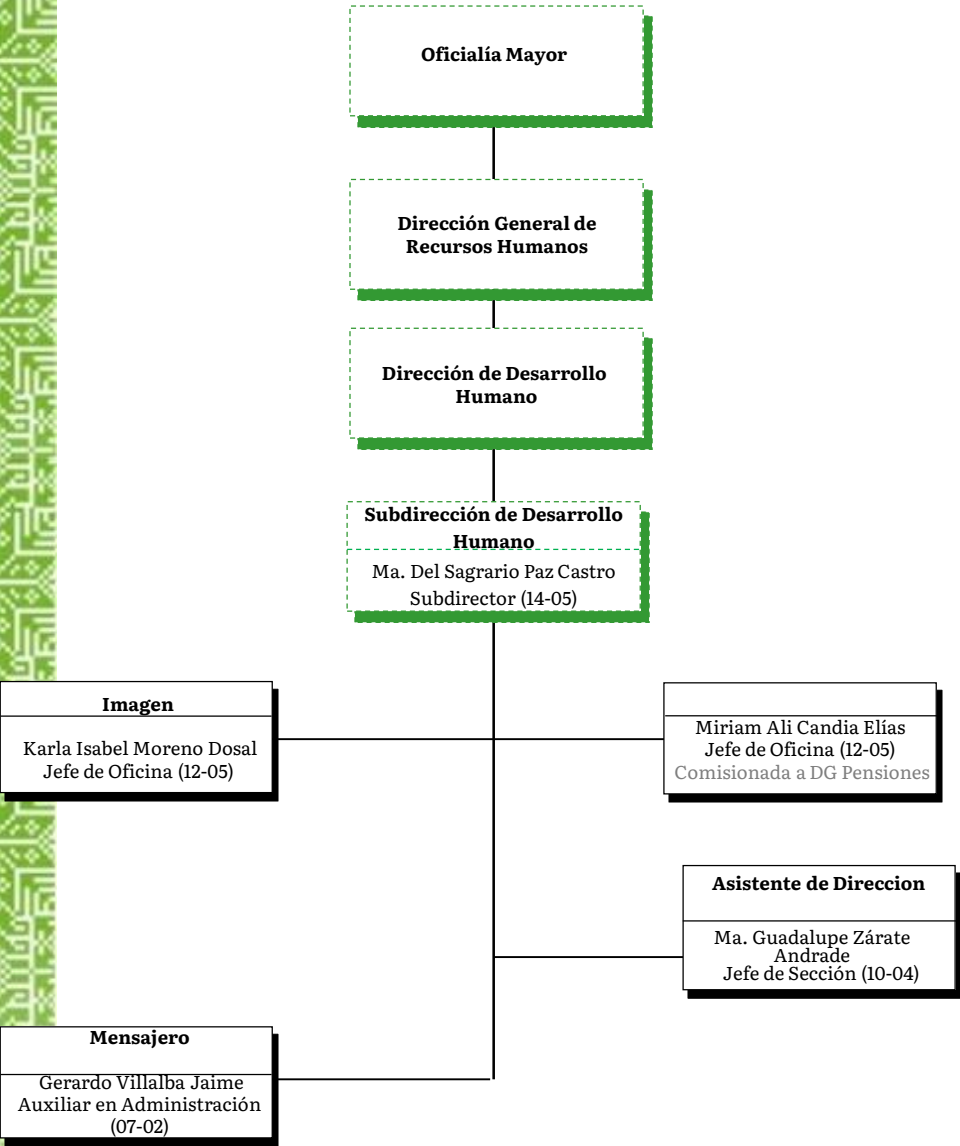 Oficialía Mayor
Dirección General de
Recursos Humanos
Dirección de Desarrollo
Humano
Subdirección de Desarrollo
Humano
Ma. Del Sagrario Paz Castro
Subdirector (14-05)
Imagen
Karla Isabel Moreno Dosal
Jefe de Oficina (12-05)
Miriam Ali Candia Elías
Jefe de Oficina (12-05)
Comisionada a DG Pensiones
Asistente de Direccion
Ma. Guadalupe Zárate
Andrade
Jefe de Sección (10-04)
Mensajero
Gerardo Villalba Jaime
Auxiliar en Administración
(07-02)